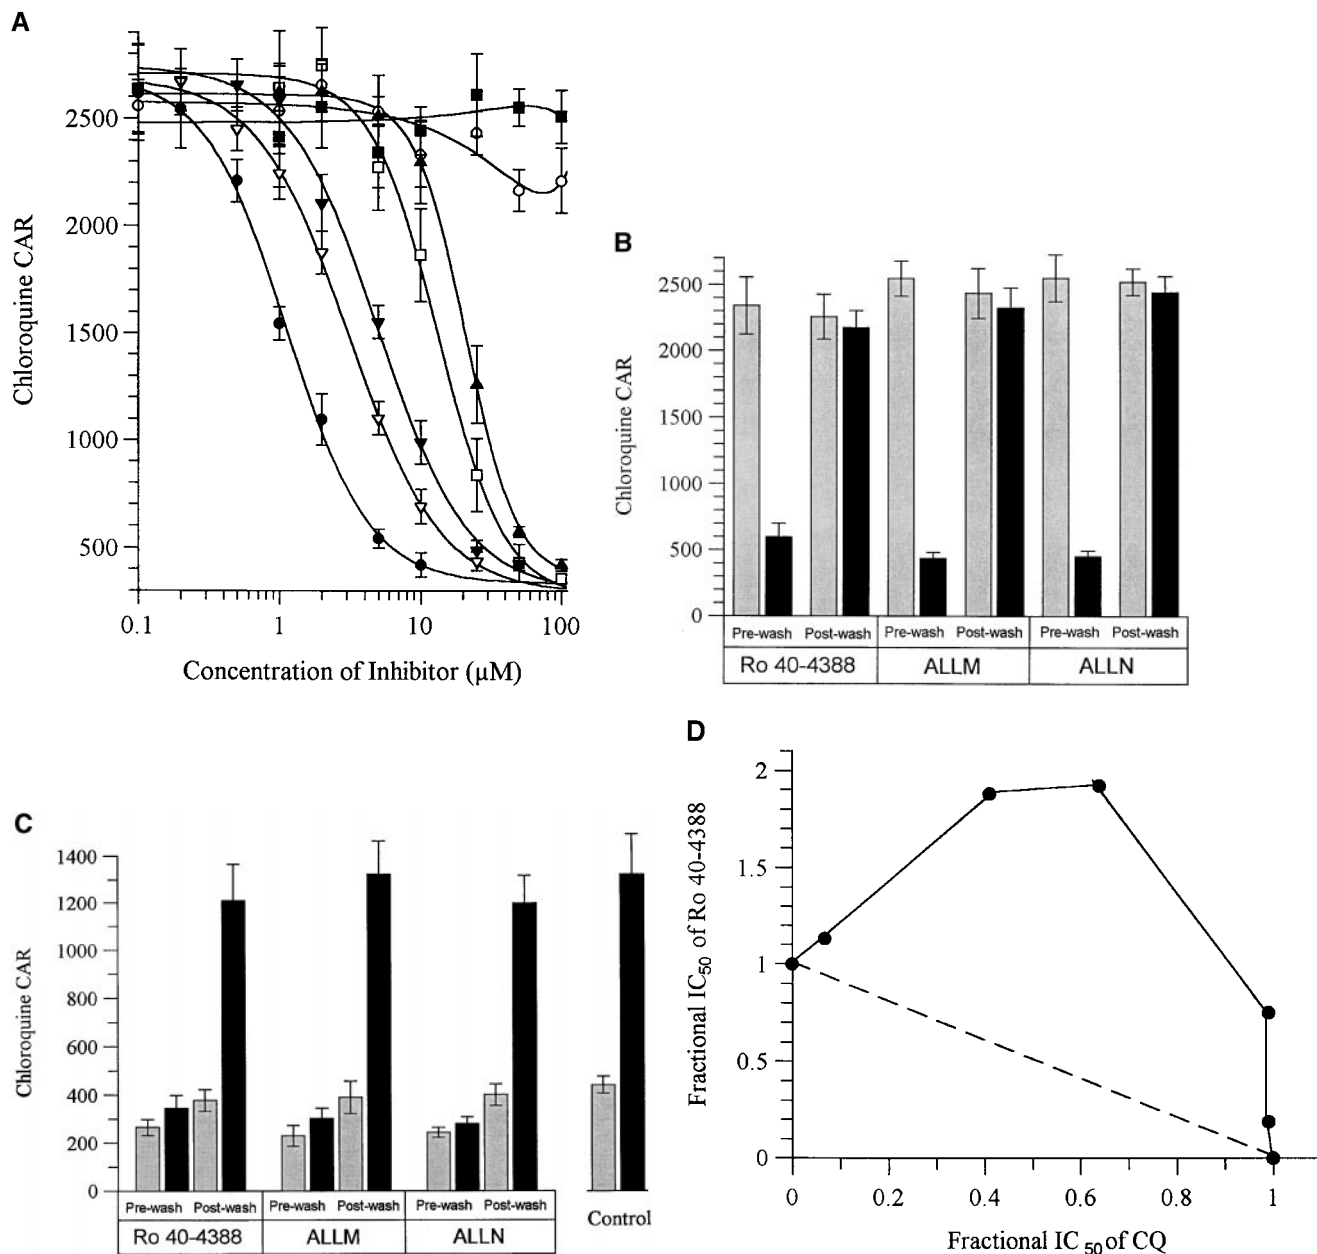 A
Chloroquine CAR
2500
2000
1500
1000
500
0.1
1
10
100
Concentration of Inhibitor (µM)
B
Chloroquine CAR
2500
2000
1500
1000
500
0
Pre-wash Post-wash Pre-wash Post-wash Pre-wash Post-wash
Ro 40-4388 ALLM ALLN
C
Chloroquine CAR
1400
1200
1000
800
600
400
200
0
Pre-wash Post-wash Pre-wash Post-wash Pre-wash Post-wash
Ro 40-4388 ALLM ALLN
Control
D
Fractional IC50 of Ro 40-4388
2
1.5
1
0.5
0
0 0.2 0.4 0.6 0.8 1
Fractional IC 50 of CQ